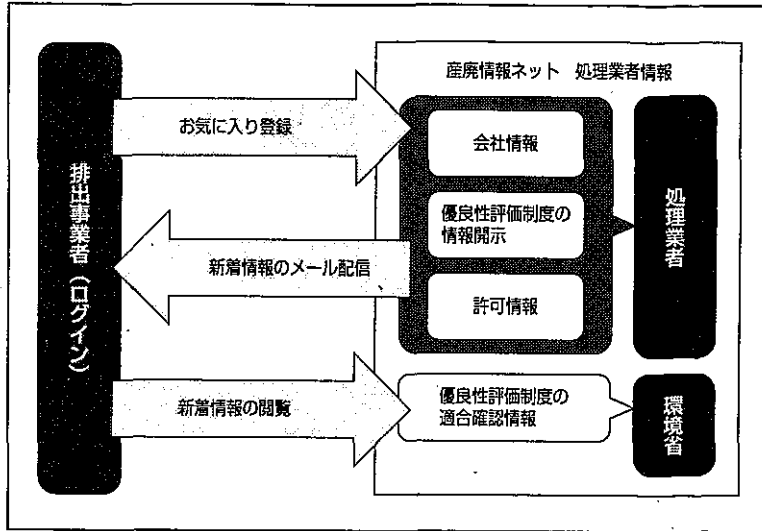 産廃情報ネット　処理業者情報
排出事業者（ログイン）
お気に入り登録
新着情報のメール配信
新着情報の閲覧
会社情報
優良性評価制度の
情報開示
許可情報
処理業者
優良性評価制度の
適合確認情報
環境省